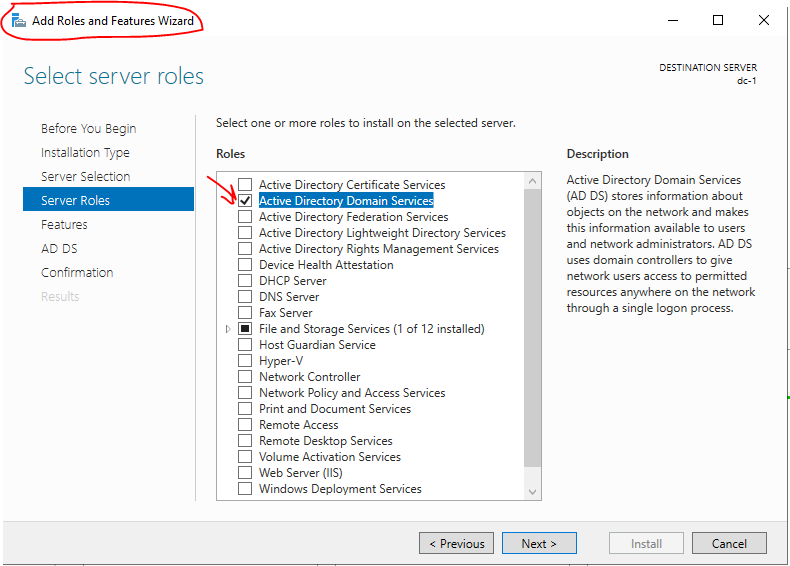 Add Roles and Features Wizard
Select server roles
DESTINATION SERVER
dc-1
Before You Begin
Installation Type
Server Selection
Server Roles
Features
AD DS
Confirmation
Results
Select one or more roles to install on the selected server.
Roles
Active Directory Certificate Services
Active Directory Domain Services
Active Directory Federation Services
Active Directory Lightweight Directory Services
Active Directory Rights Management Services
Device Health Attestation
DHCP Server
DNS Server
Fax Server
File and Storage Services (1 of 12 installed)
Host Guardian Service
Hyper-V
Network Controller
Network Policy and Access Services
Print and Document Services
Remote Access
Remote Desktop Services
Volume Activation Services
Web Server (IIS)
Windows Deployment Services
Description
Active Directory Domain Services
(AD DS) stores information about
objects on the network and makes
this information available to users
and network administrators. AD DS
uses domain controllers to give
network users access to permitted
resources anywhere on the network
through a single logon process.
< Previous
Next >
Install
Cancel